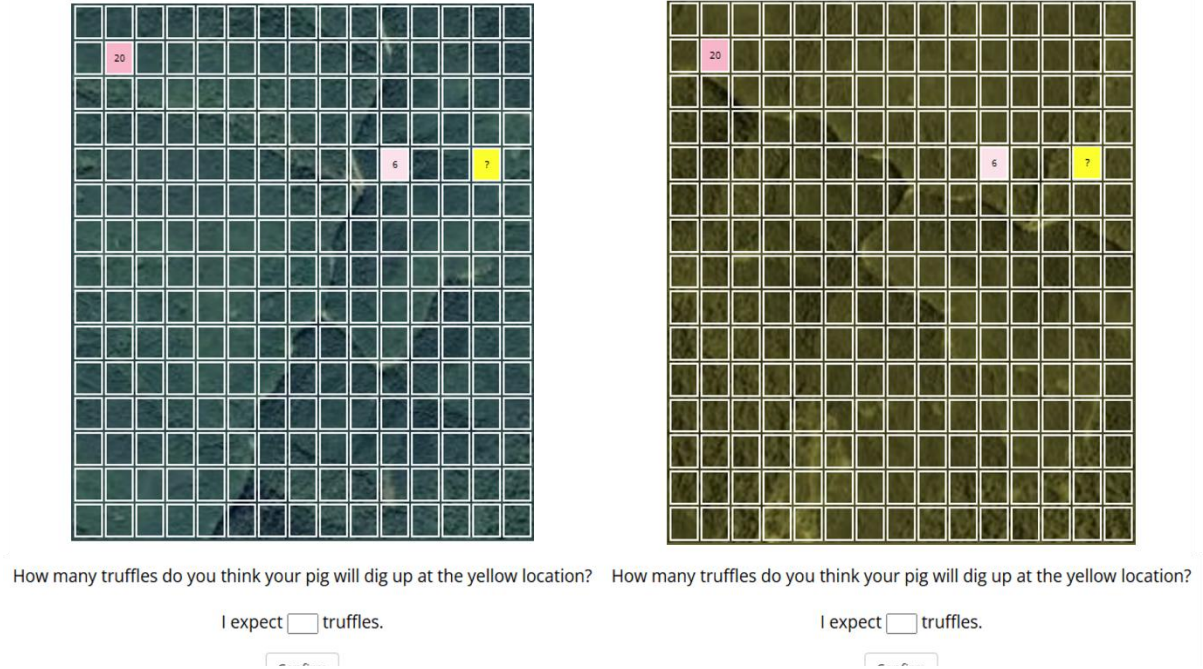 20
6 ?
How many truffles do you think your pig will dig up at the yellow location?
I expect truffles.
20
6 ?
How many truffles do you think your pig will dig up at the yellow location?
I expect truffles.